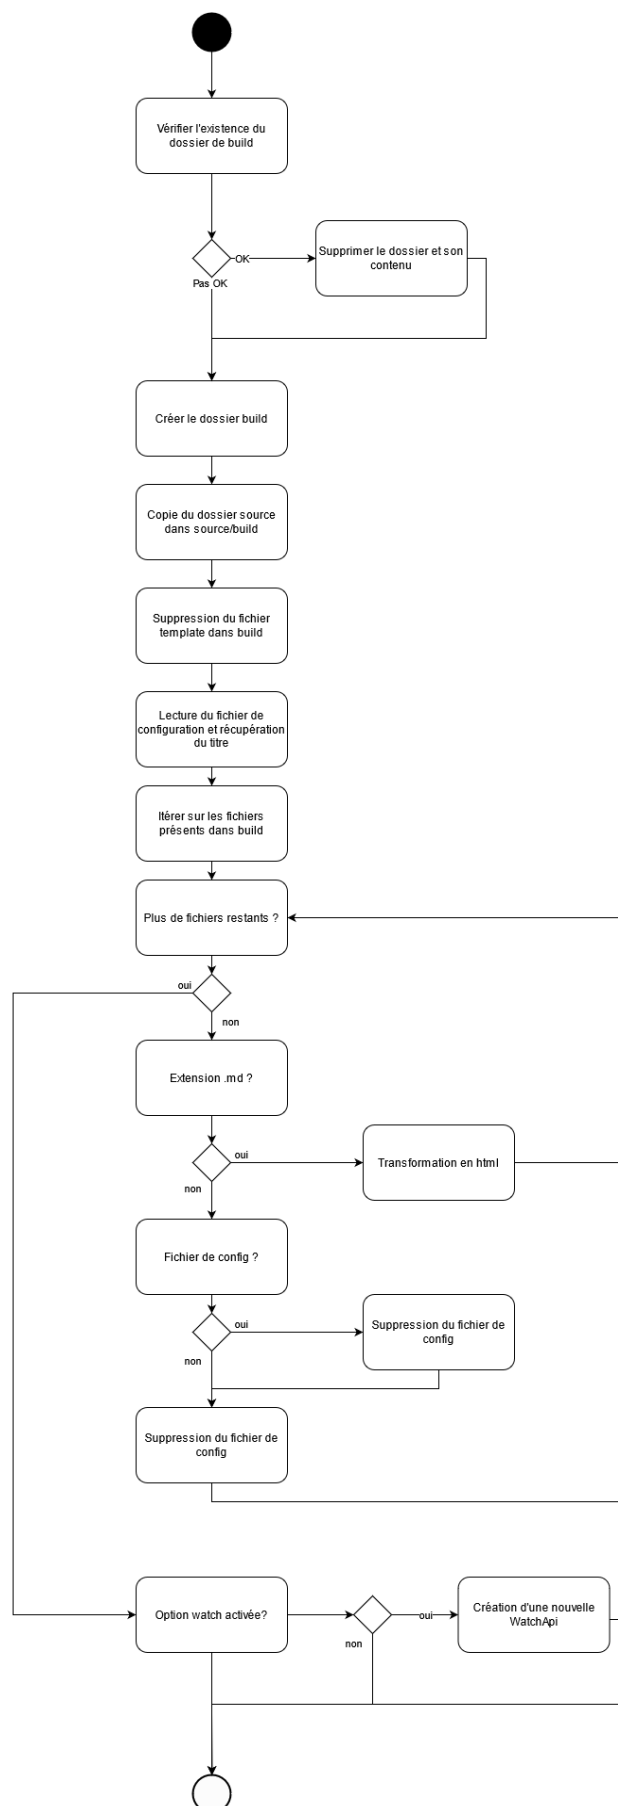 Vérifier l'existence du
dossier de build
OK
Supprimer le dossier et son
contenu
Pas OK
Créer le dossier build
Copie du dossier source
dans source/build
Suppression du fichier
template dans build
Lecture du fichier de
configuration et récupération
du titre
Itérer sur les fichiers
présents dans build
Plus de fichiers restants ?
oui
non
Extension .md ?
oui
Transformation en html
non
Fichier de config ?
oui
Suppression du fichier de
config
non
Suppression du fichier de
config
Option watch activée?
oui
Création d'une nouvelle
WatchApi
non